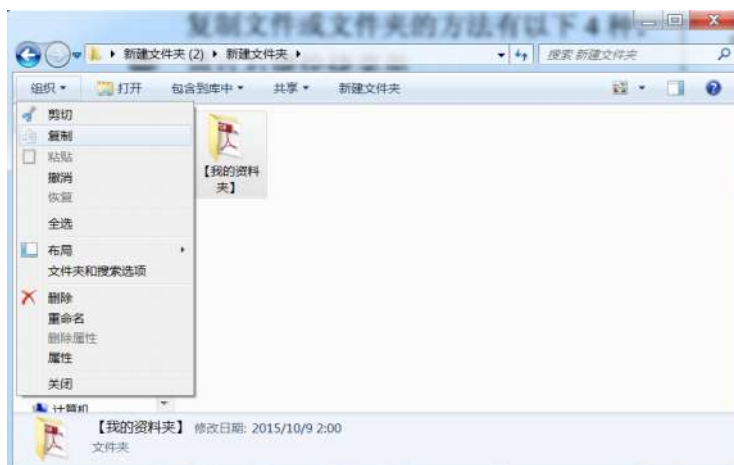 复制文件或文件夹的方法有以下4种。
新建文件夹 (2) 新建文件夹
搜索 新建文件夹
组织 打开 包含到库中 共享 新建文件夹
剪切
复制
粘贴
撤消
恢复
全选
布局
文件夹和搜索选项
删除
重命名
删除属性
属性
关闭
【我的资料
夹】
计算机
【我的资料夹】 修改日期: 2015/10/9 2:00
文件夹